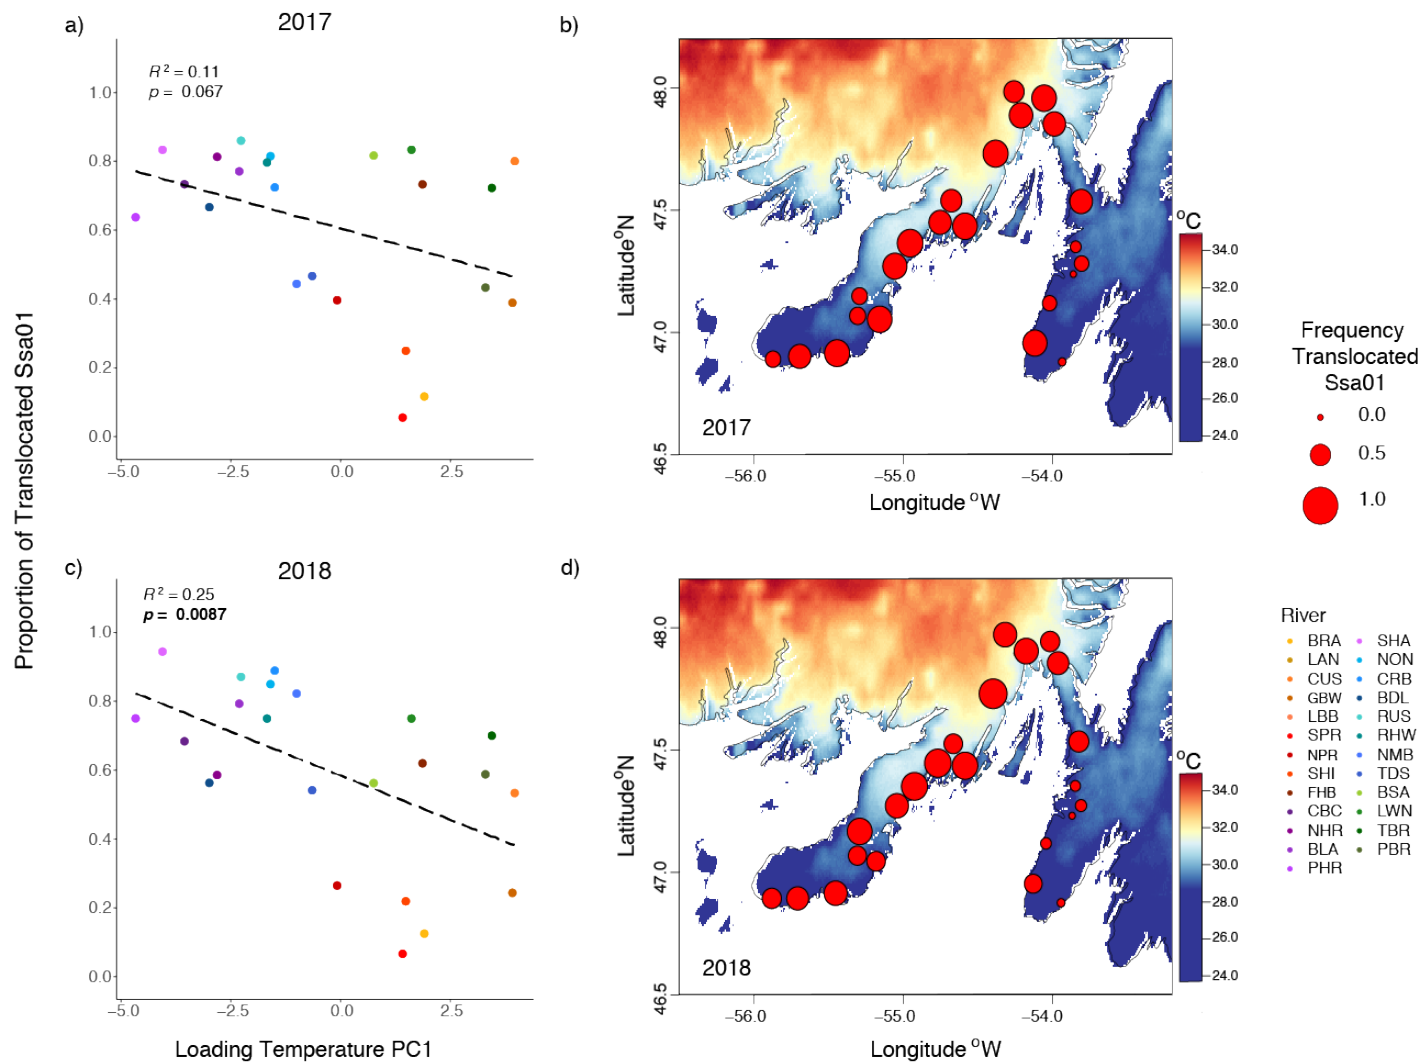 a)
2017
R² = 0.11
p = 0.067
1.0
0.8
0.6
0.4
0.2
0.0
−5.0
−2.5
0.0
2.5
b)
48.0
47.5
47.0
46.5
Latitude°N
−56.0
−55.0
−54.0
Longitude °W
2017
°C
34.0
32.0
30.0
28.0
26.0
24.0
Frequency
Translocated
Ssa01
0.0
0.5
1.0
Proportion of Translocated Ssa01
c)
2018
R² = 0.25
p = 0.0087
1.0
0.8
0.6
0.4
0.2
0.0
−5.0
−2.5
0.0
2.5
Loading Temperature PC1
d)
48.0
47.5
47.0
46.5
Latitude°N
−56.0
−55.0
−54.0
Longitude °W
2018
°C
34.0
32.0
30.0
28.0
26.0
24.0
River
BRA SHA
LAN NON
CUS CRB
GBW BDL
LBB RUS
SPR RHW
NPR NMB
SHI TDS
FHB BSA
CBC LWN
NHR TBR
BLA PBR
PHR